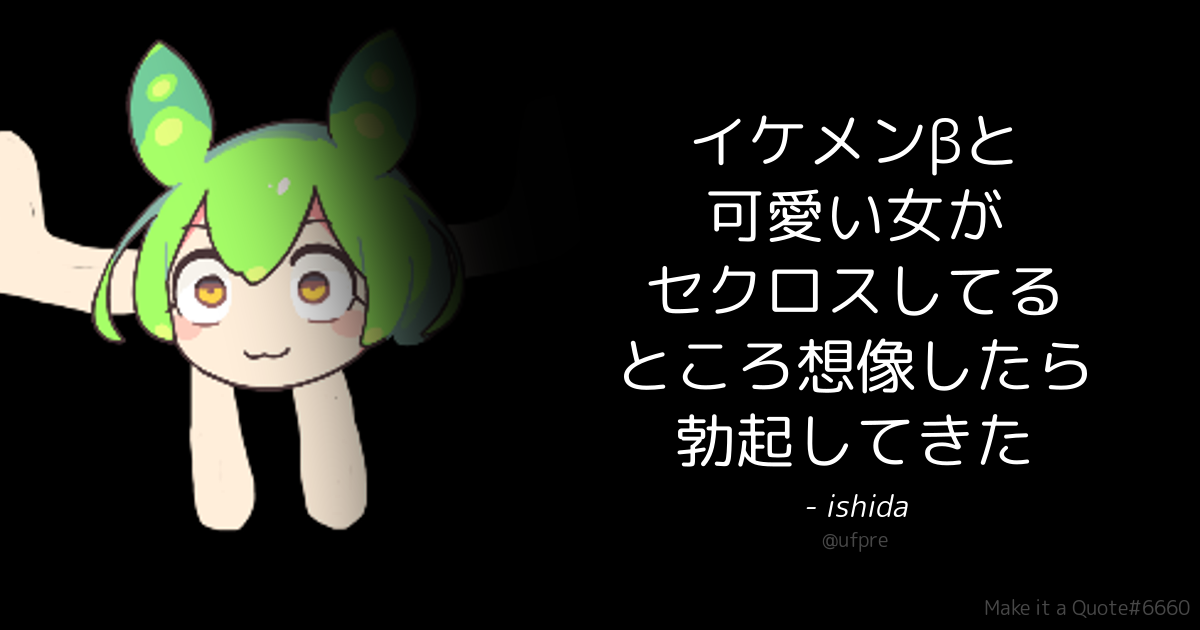 イケメンβと
可愛い女が
セクロスしてる
ところ想像したら
勃起してきた
- ishida
@ufpre
Make it a Quote#6660